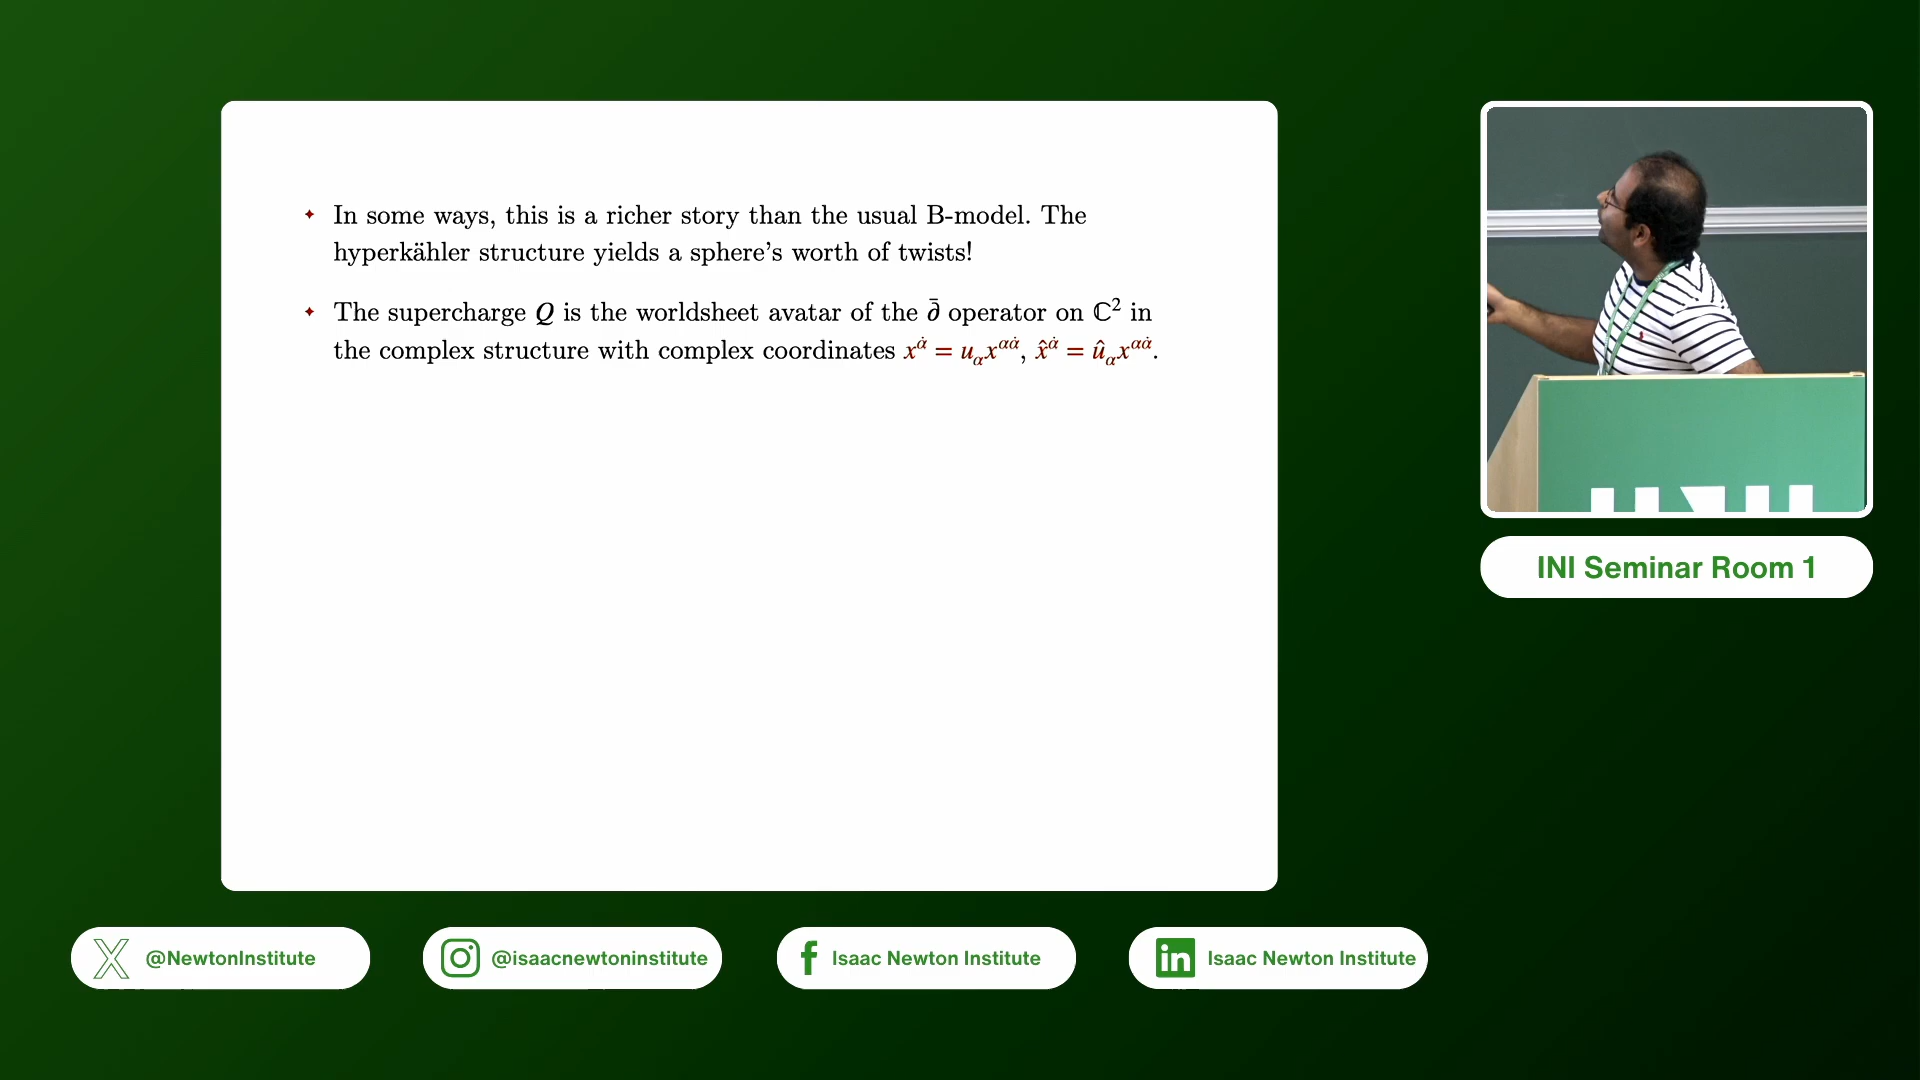 ✦ In some ways, this is a richer story than the usual B-model. The
hyperkähler structure yields a sphere’s worth of twists!
✦ The supercharge Q is the worldsheet avatar of the ∂̄ operator on ℂ² in
the complex structure with complex coordinates x^α̇ = u_α x^{αα̇}, x̂^α̇ = û_α x^{αα̇}.
INI Seminar Room 1
@NewtonInstitute
@isaacnewtoninstitute
Isaac Newton Institute
Isaac Newton Institute